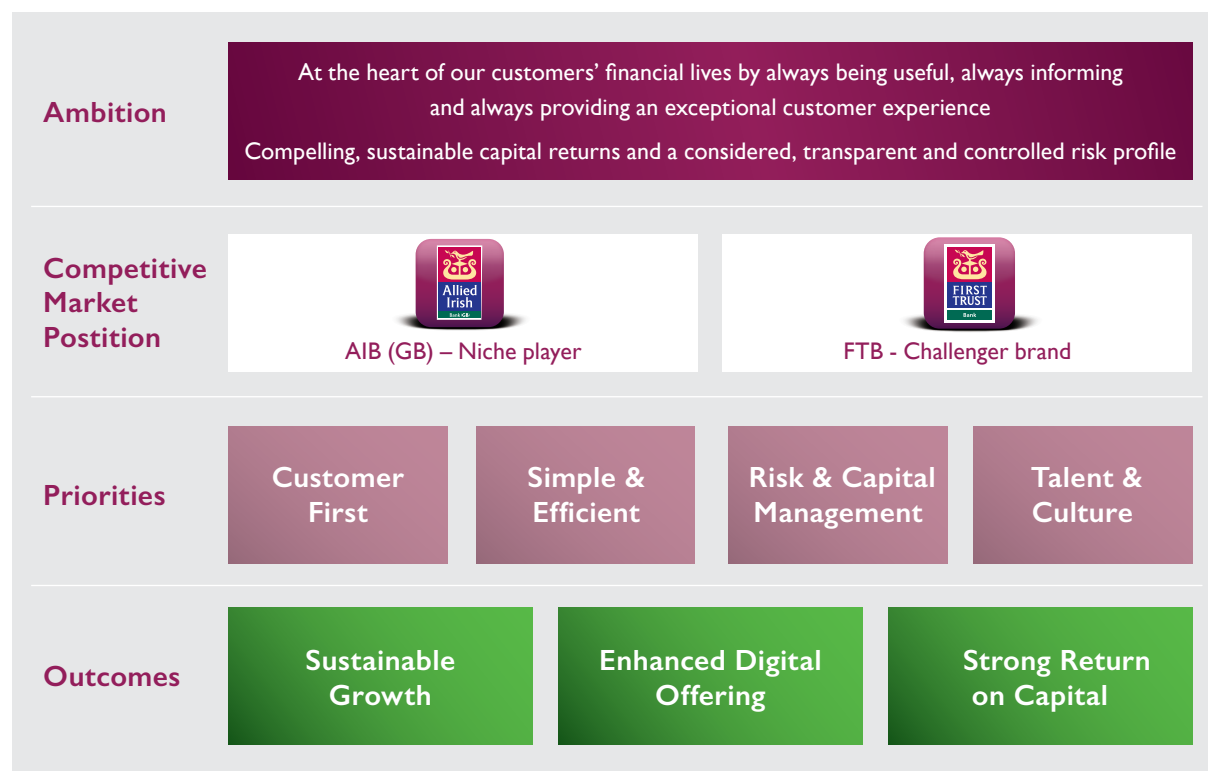 Ambition
At the heart of our customers' financial lives by always being useful, always informing
and always providing an exceptional customer experience
Compelling, sustainable capital returns and a considered, transparent and controlled risk profile
Competitive
Market
Postition
Allied
Irish
Bank (GB)
AIB (GB) – Niche player
FIRST
TRUST
Bank
FTB - Challenger brand
Priorities
Customer
First
Simple &
Efficient
Risk & Capital
Management
Talent &
Culture
Outcomes
Sustainable
Growth
Enhanced Digital
Offering
Strong Return
on Capital